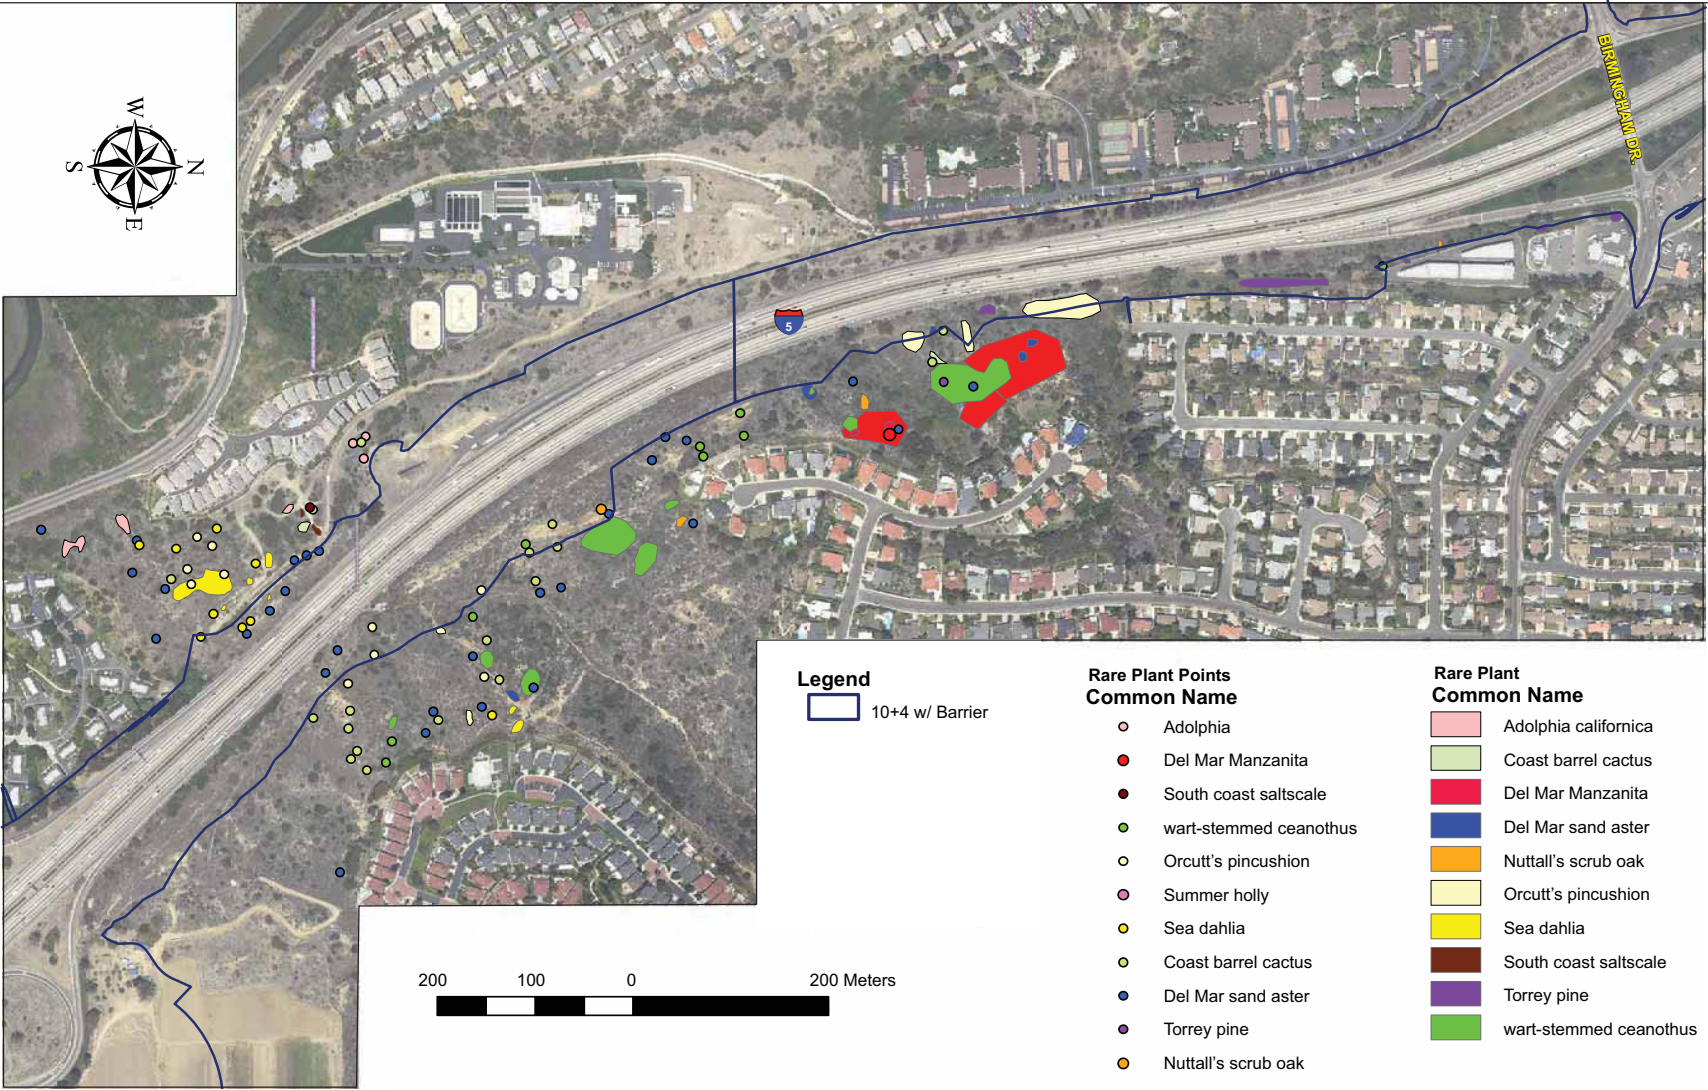 BIRMINGHAM DR.
W
S
N
E
5
Legend
10+4 w/ Barrier
Rare Plant Points
Common Name
Adolphia
Del Mar Manzanita
South coast saltscale
wart-stemmed ceanothus
Orcutt's pincushion
Summer holly
Sea dahlia
Coast barrel cactus
Del Mar sand aster
Torrey pine
Nuttall's scrub oak
Rare Plant
Common Name
Adolphia californica
Coast barrel cactus
Del Mar Manzanita
Del Mar sand aster
Nuttall's scrub oak
Orcutt's pincushion
Sea dahlia
South coast saltscale
Torrey pine
wart-stemmed ceanothus
200 100 0 200 Meters